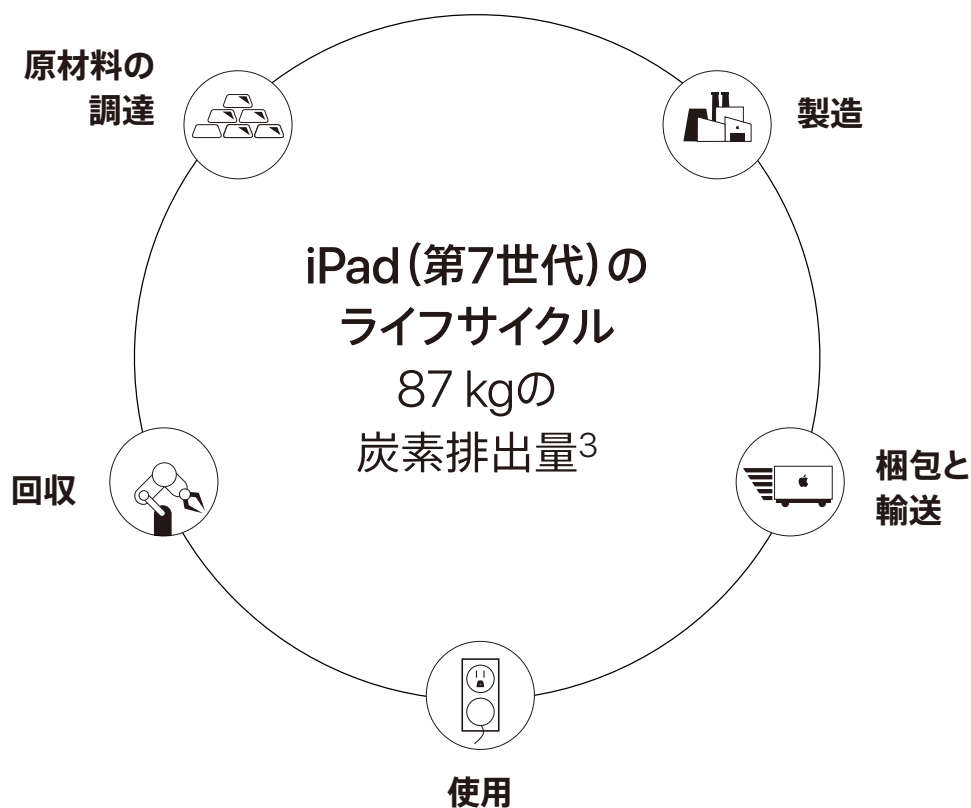 原材料の
調達
製造
iPad（第7世代）の
ライフサイクル
87 kgの
炭素排出量3
回収
梱包と
輸送
使用